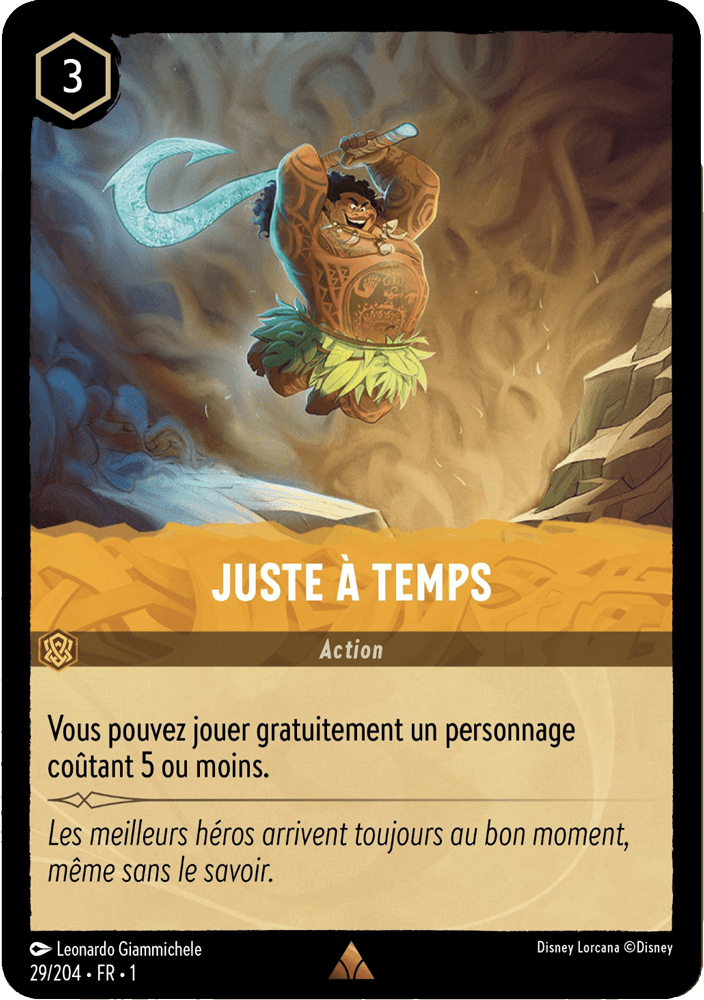 3
JUSTE À TEMPS
Action
Vous pouvez jouer gratuitement un personnage
coûtant 5 ou moins.
Les meilleurs héros arrivent toujours au bon moment,
même sans le savoir.
Leonardo Giammichele
Disney Lorcana ©Disney
29/204 • FR • 1